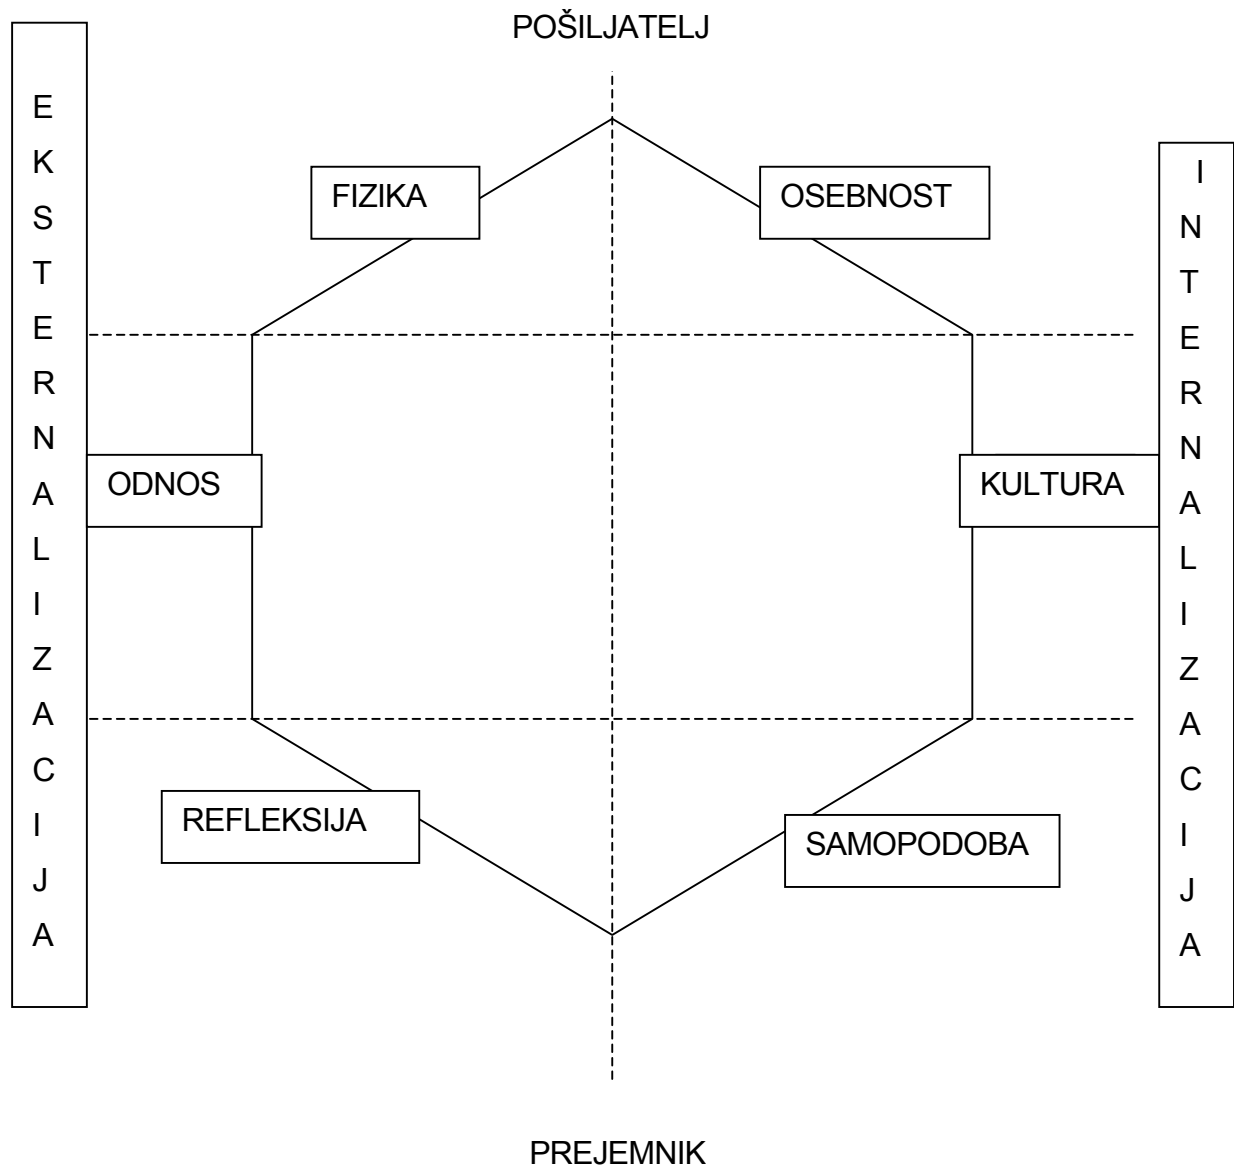 POŠILJATELJ
EKSTERNALIZACIJA
FIZIKA
OSEBNOST
INTERNALIZACIJA
ODNOS
KULTURA
REFLEKSIJA
SAMOPODOBA
PREJEMNIK